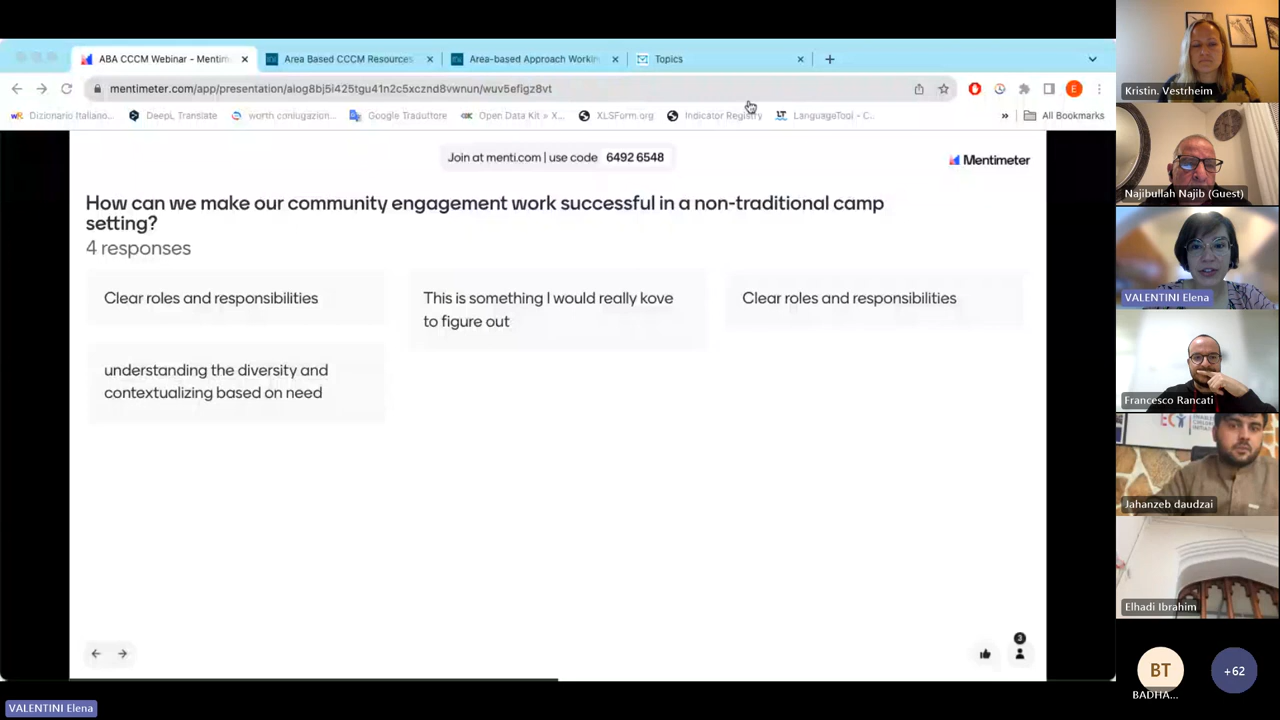 ABA CCCM Webinar - Mentim
Area Based CCCM Resources
Area-based Approach Workin
Topics
mentimeter.com/app/presentation/aiog8bj5i425tgu41n2c5xcznd8vwnun/wuv5efigz8vt
Dizionario Italiano...
DeepL Translate
worth coniugazion...
Google Traduttore
Open Data Kit » X...
XLSForm.org
Indicator Registry
LanguageTool - C...
»
All Bookmarks
Join at menti.com | use code 6492 6548
Mentimeter
How can we make our community engagement work successful in a non-traditional camp
setting?
4 responses
Clear roles and responsibilities
This is something I would really kove
to figure out
Clear roles and responsibilities
understanding the diversity and
contextualizing based on need
3
VALENTINI Elena
Kristin. Vestrheim
Najibullah Najib (Guest)
VALENTINI Elena
Francesco Rancati
Jahanzeb daudzai
Elhadi Ibrahim
BT
BADHA...
+62